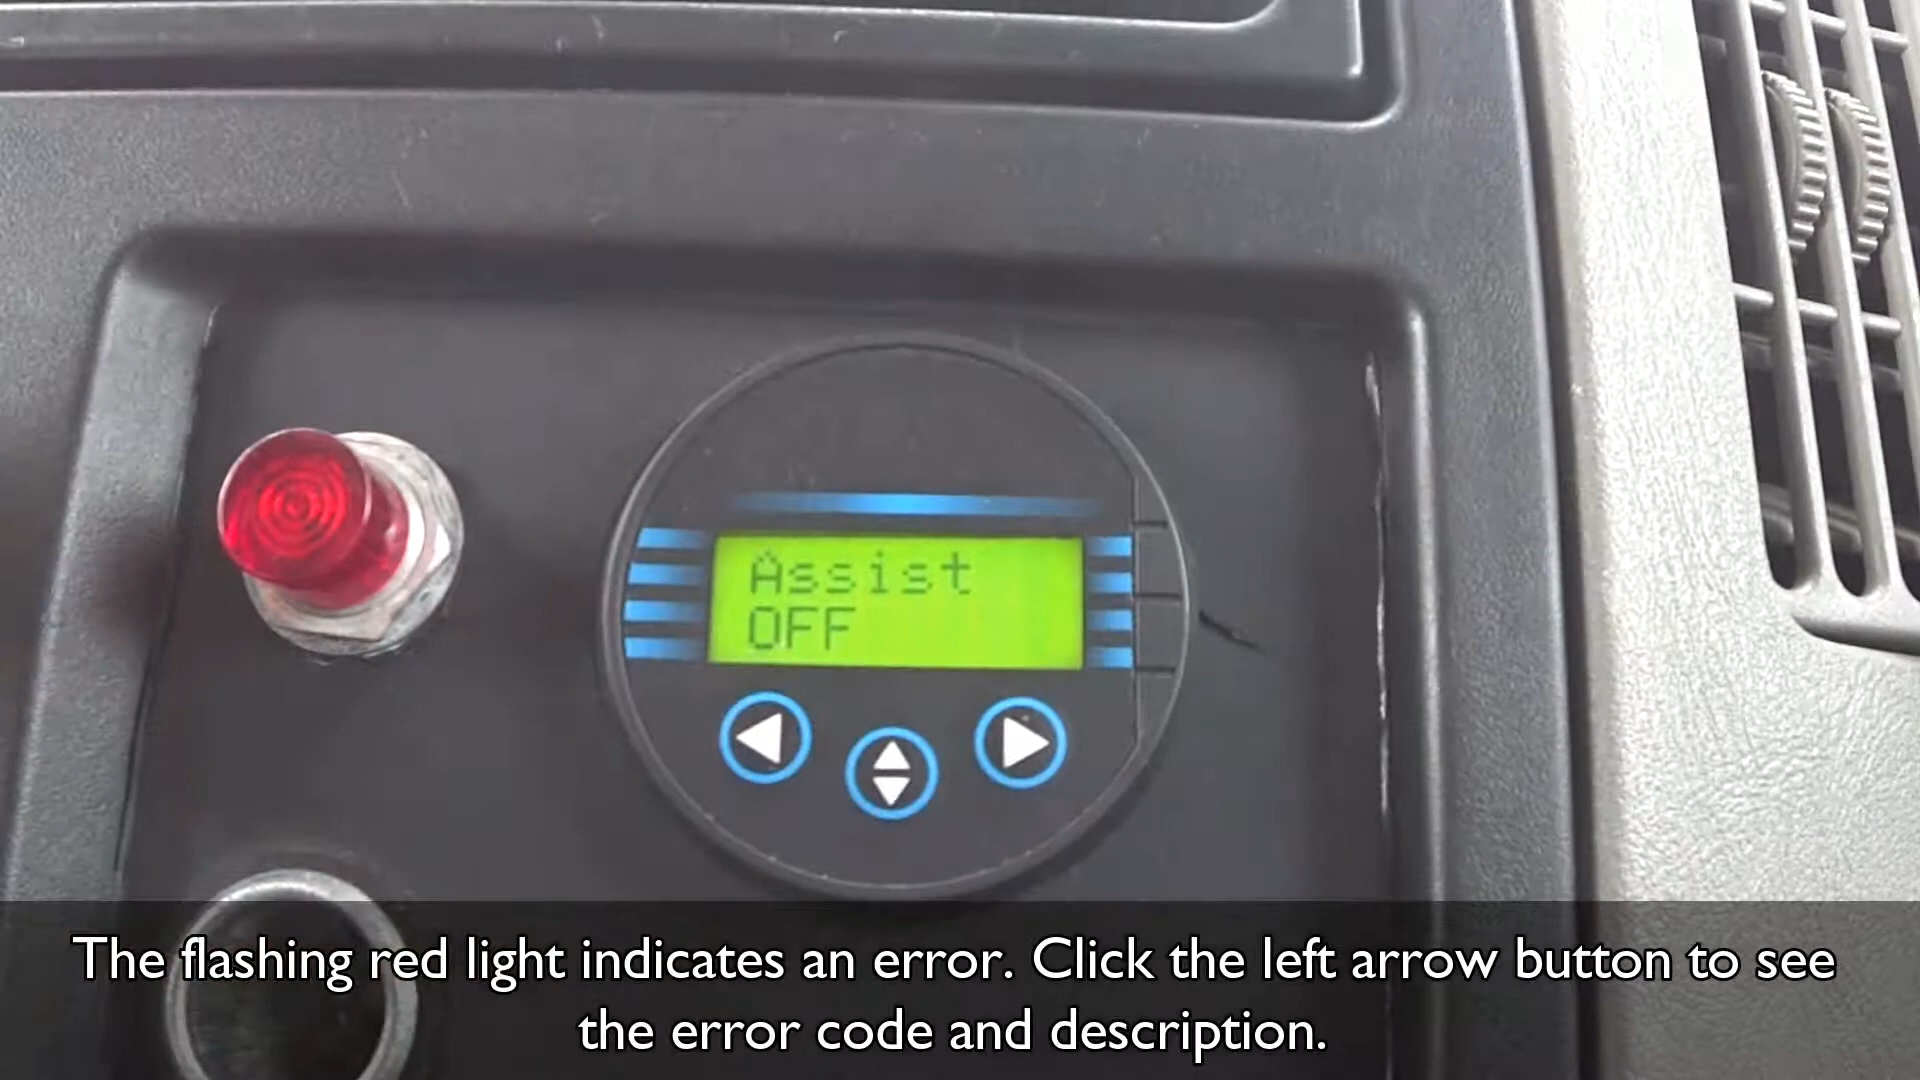 Assist
OFF
The flashing red light indicates an error. Click the left arrow button to see
the error code and description.